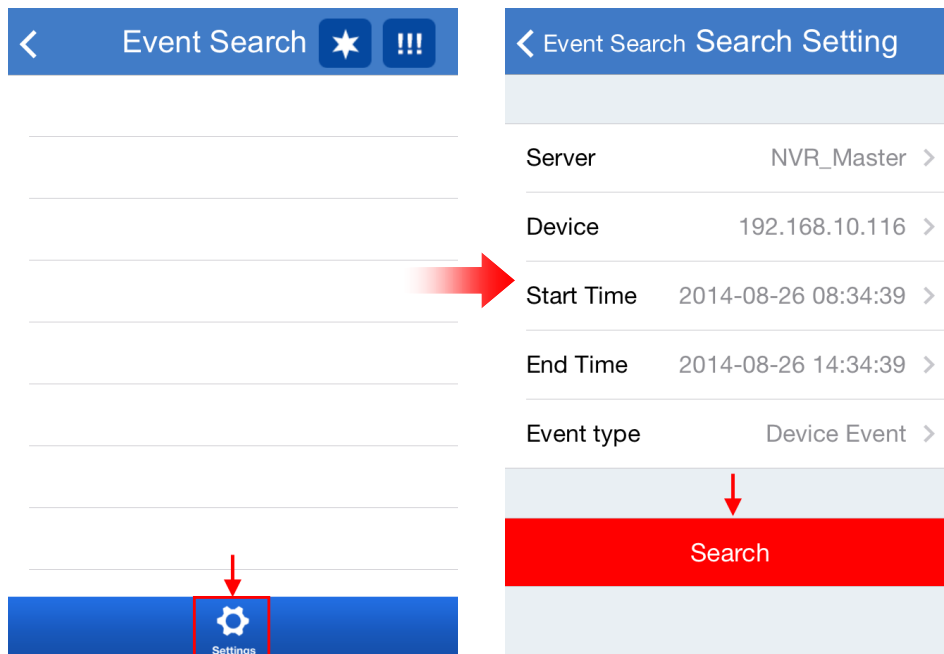 Event Search
!!!
Settings
Event Search Search Setting
Server NVR_Master
Device 192.168.10.116
Start Time 2014-08-26 08:34:39
End Time 2014-08-26 14:34:39
Event type Device Event
Search